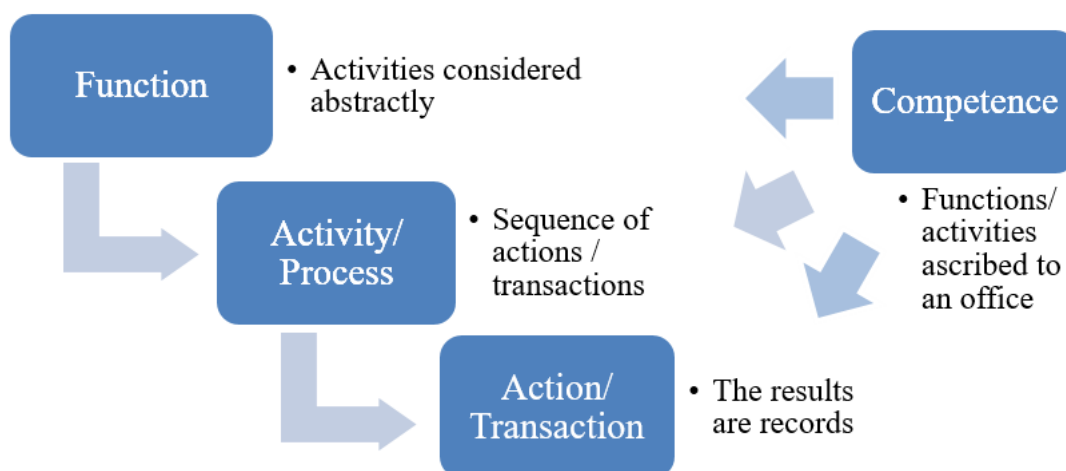 Function
• Activities considered
abstractly
Competence
• Functions/
activities
ascribed to
an office
Activity/
Process
• Sequence of
actions /
transactions
Action/
Transaction
• The results
are records